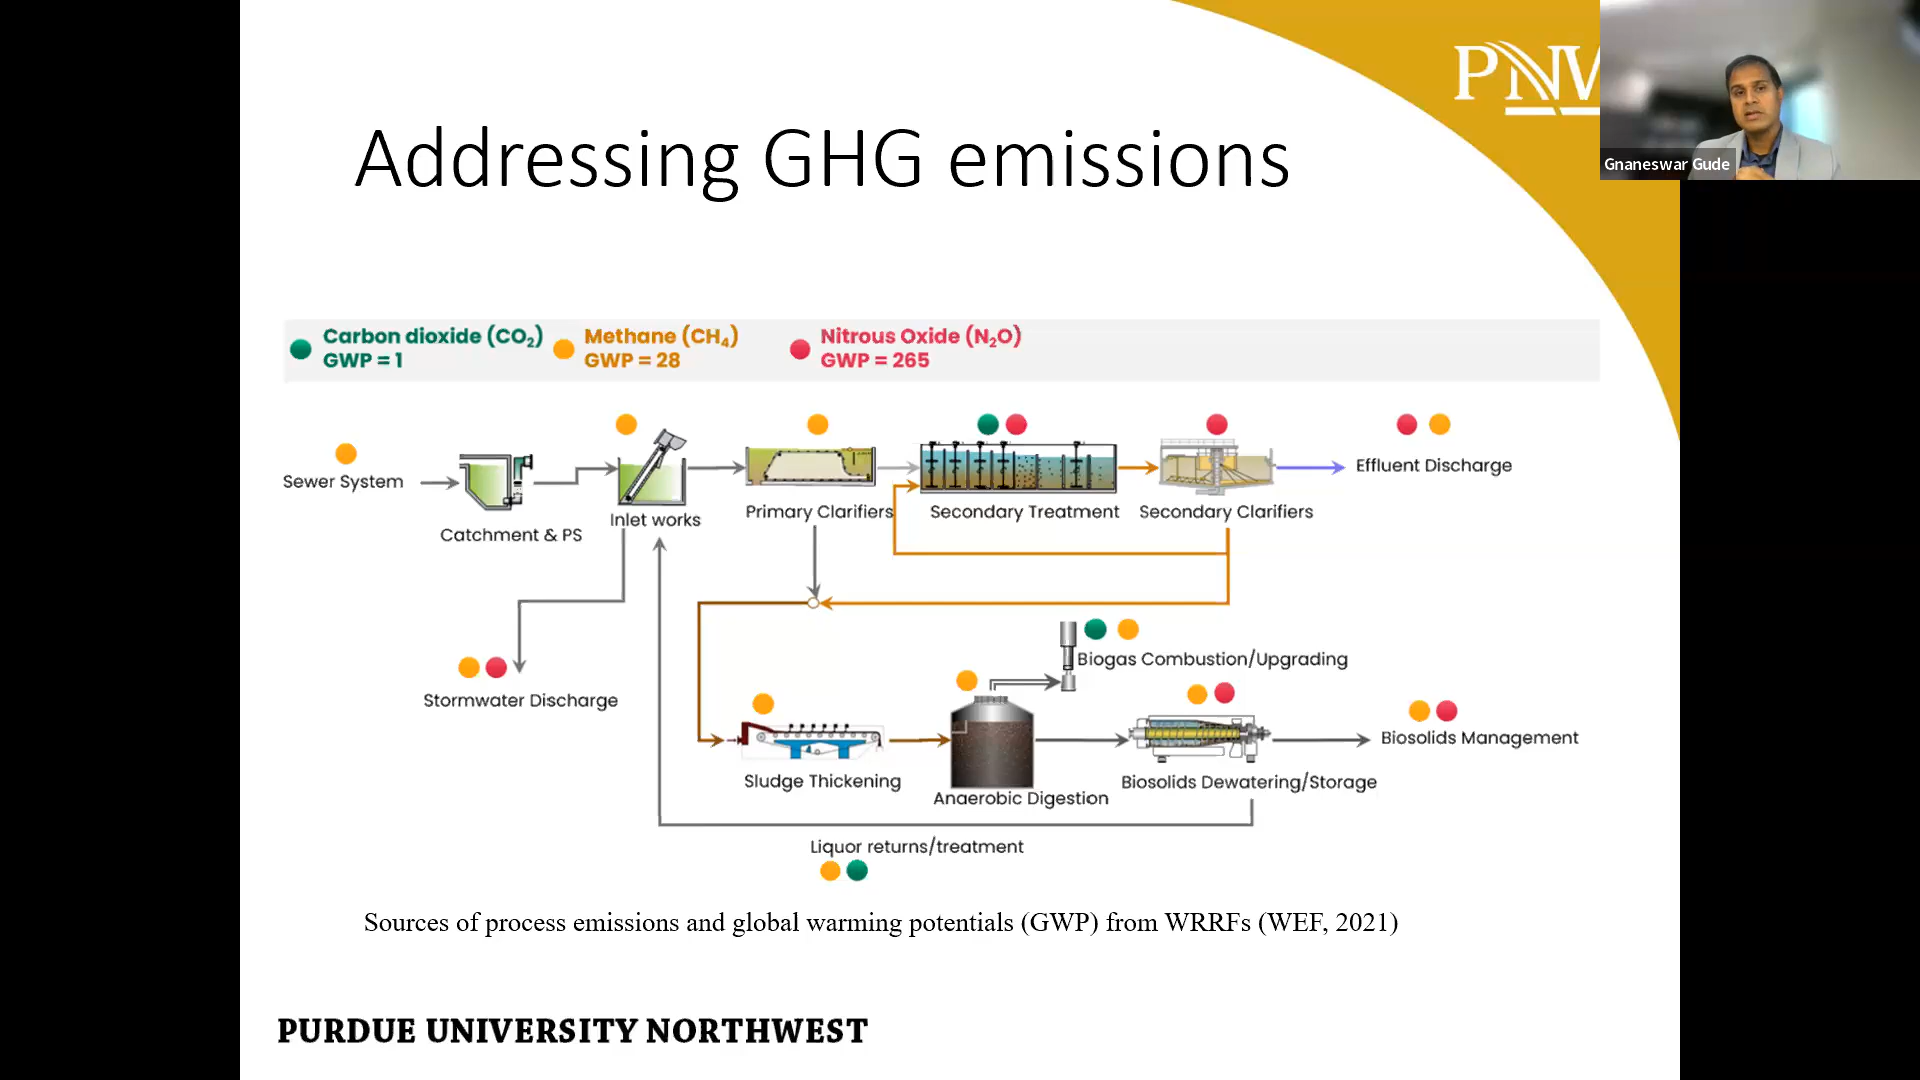 PNW
Gnaneswar Gude
Addressing GHG emissions
Carbon dioxide (CO₂)
GWP = 1
Methane (CH₄)
GWP = 28
Nitrous Oxide (N₂O)
GWP = 265
Sewer System
Catchment & PS
Inlet works
Primary Clarifiers
Secondary Treatment
Secondary Clarifiers
Effluent Discharge
Stormwater Discharge
Biogas Combustion/Upgrading
Sludge Thickening
Anaerobic Digestion
Biosolids Dewatering/Storage
Biosolids Management
Liquor returns/treatment
Sources of process emissions and global warming potentials (GWP) from WRRFs (WEF, 2021)
PURDUE UNIVERSITY NORTHWEST